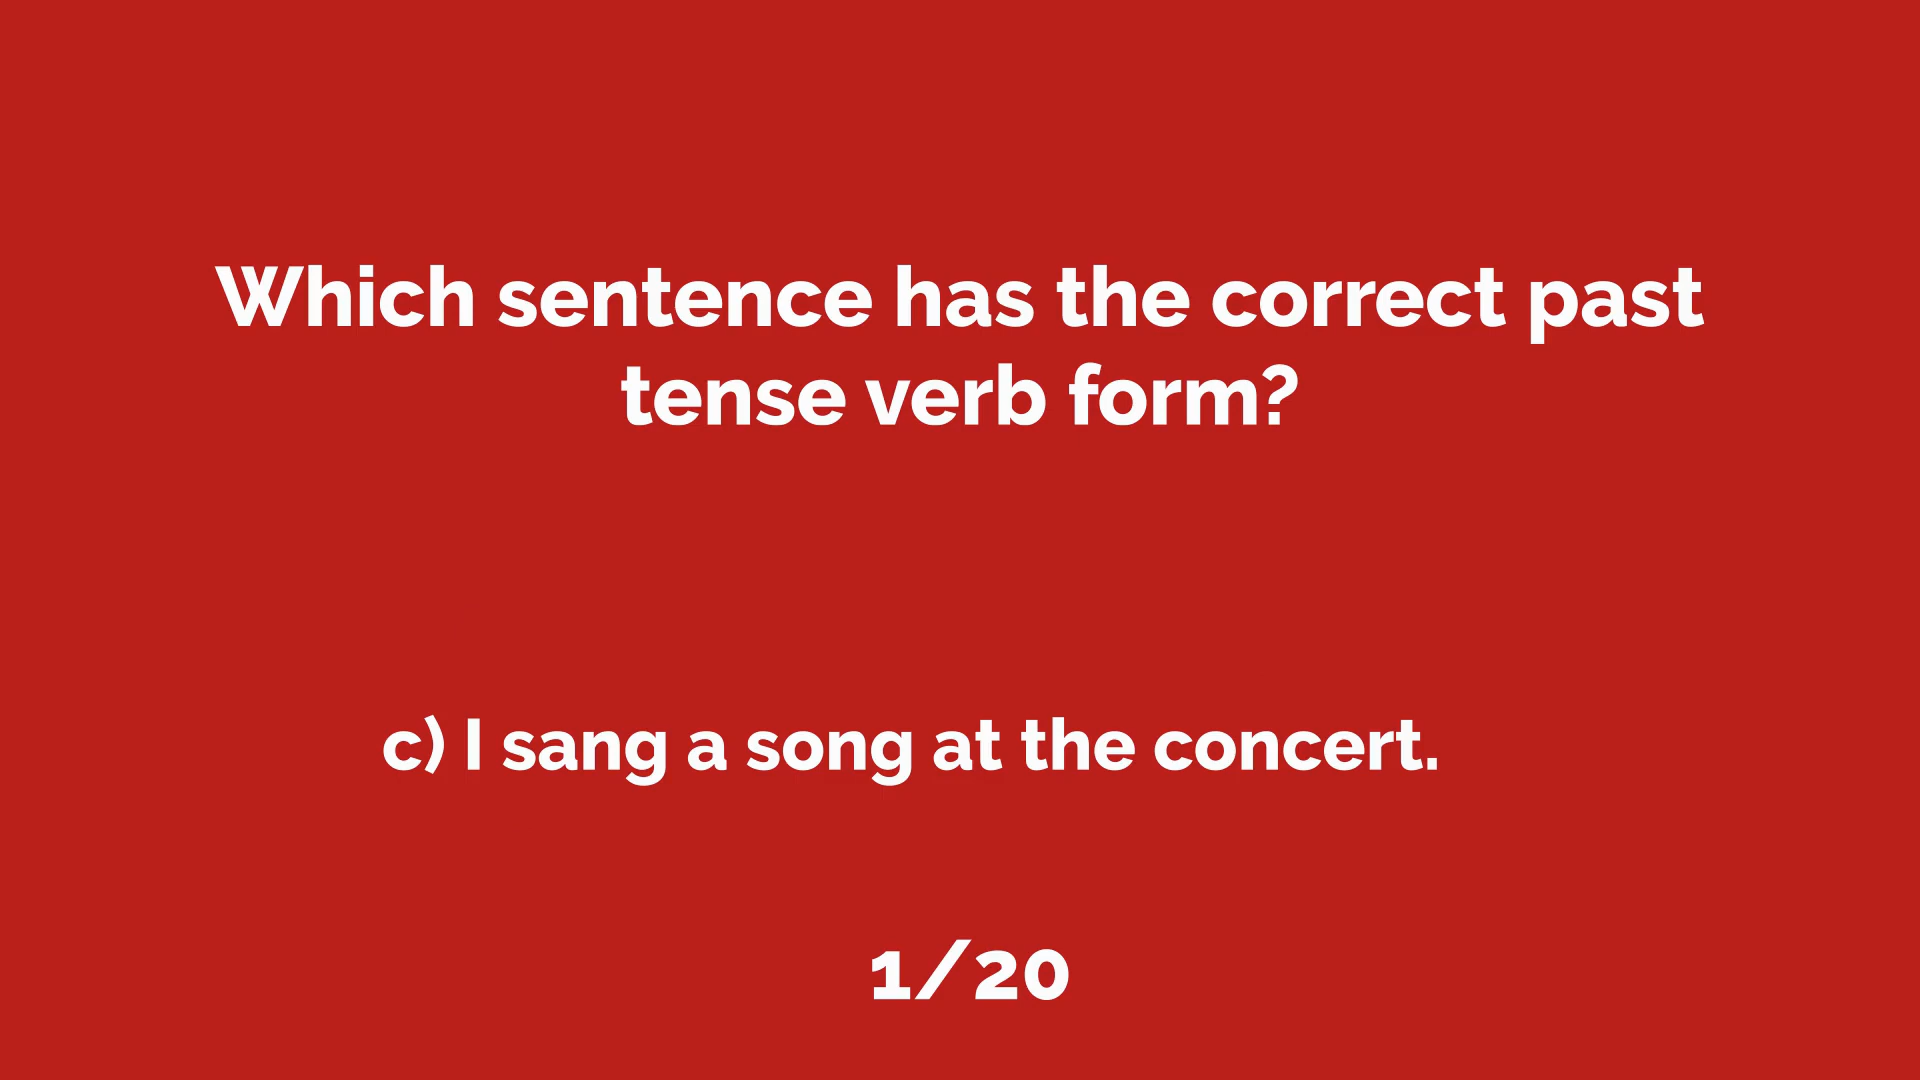 Which sentence has the correct past
tense verb form?
c) I sang a song at the concert.
1/20